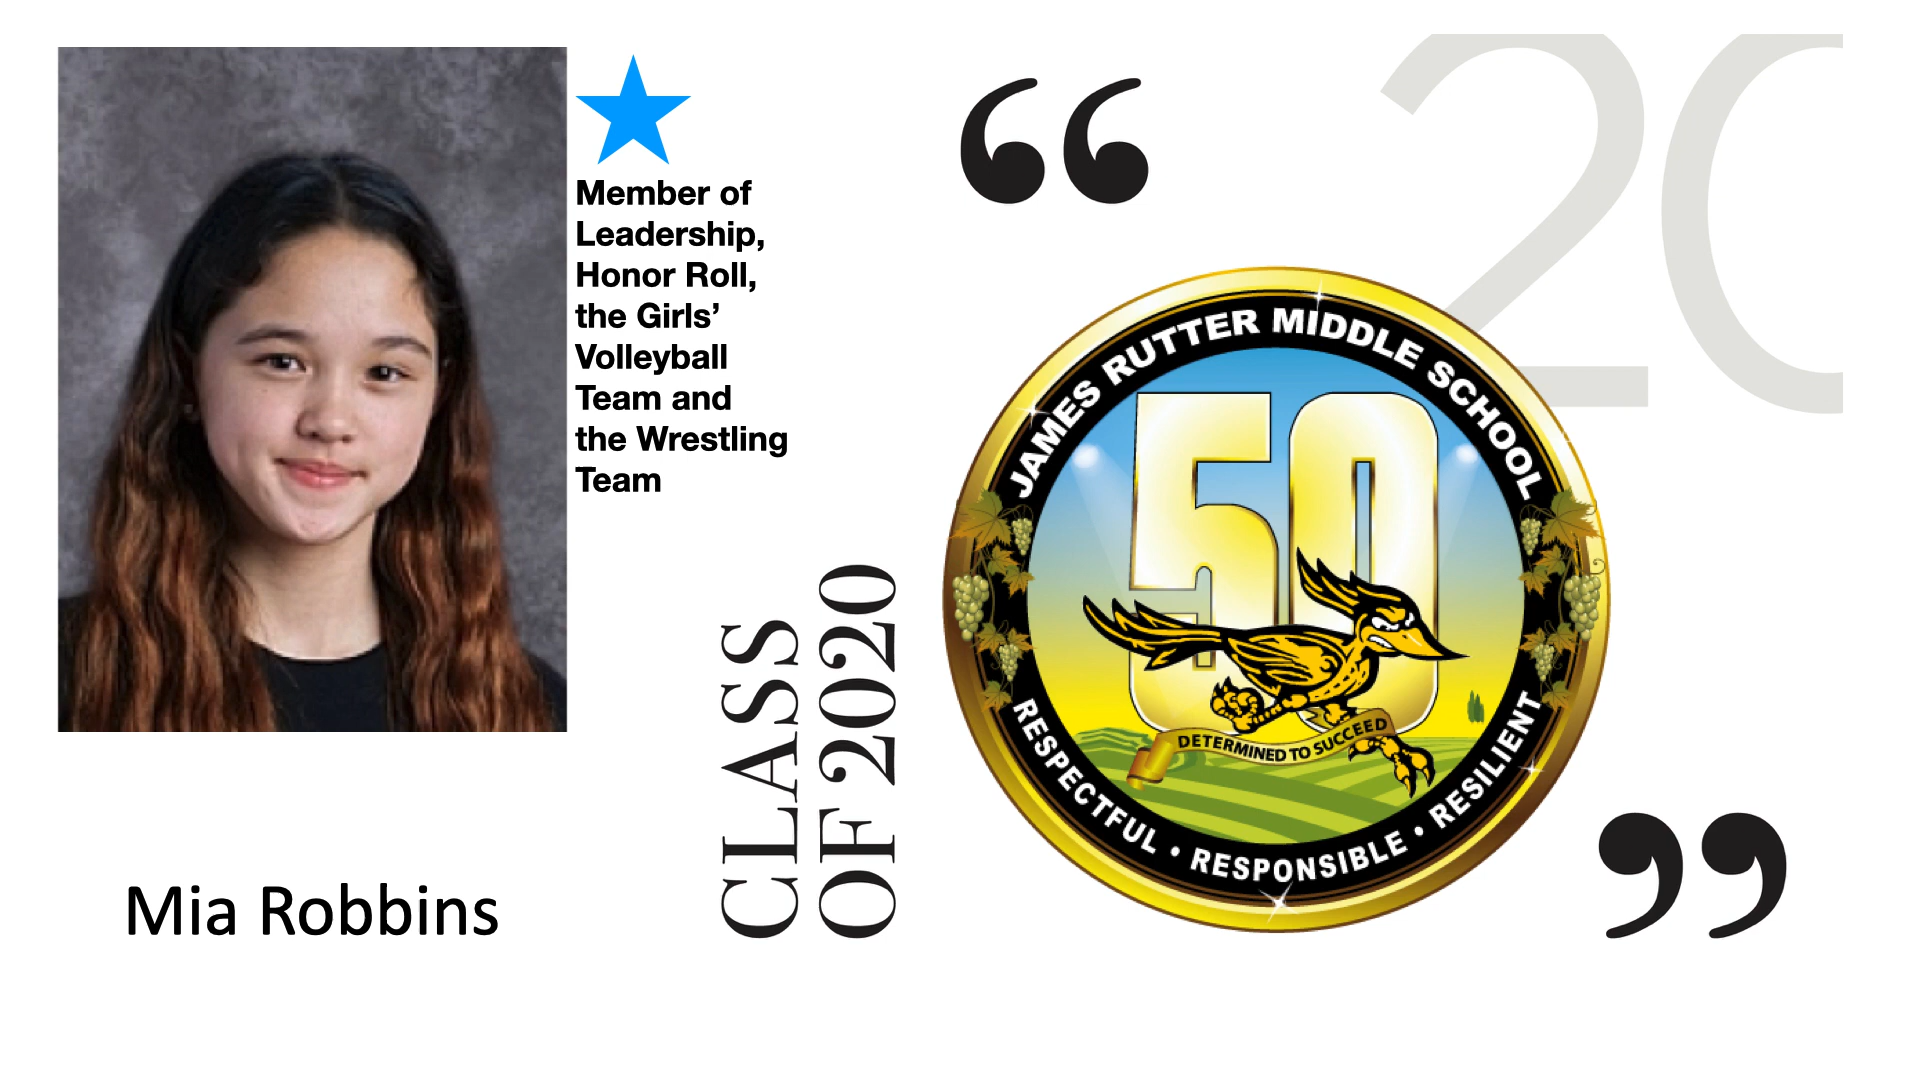 Member of
Leadership,
Honor Roll,
the Girls’
Volleyball
Team and
the Wrestling
Team
Mia Robbins
CLASS
OF 2020
“
20
JAMES RUTTER MIDDLE SCHOOL
50
DETERMINED TO SUCCEED
RESPECTFUL • RESPONSIBLE • RESILIENT
”